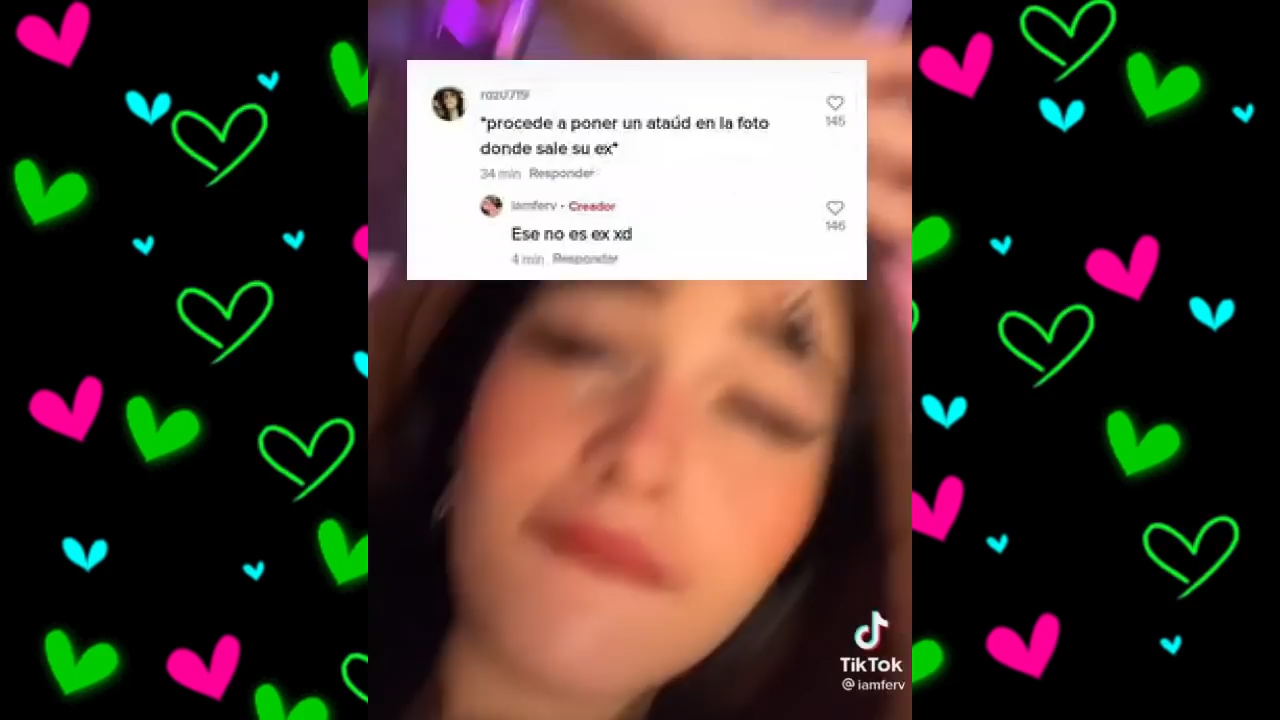 *procede a poner un ataúd en la foto
donde sale su ex*
145
34 min Responder
iamferv · Creador
Ese no es ex xd
146
4 min Responder
TikTok
@iamferv